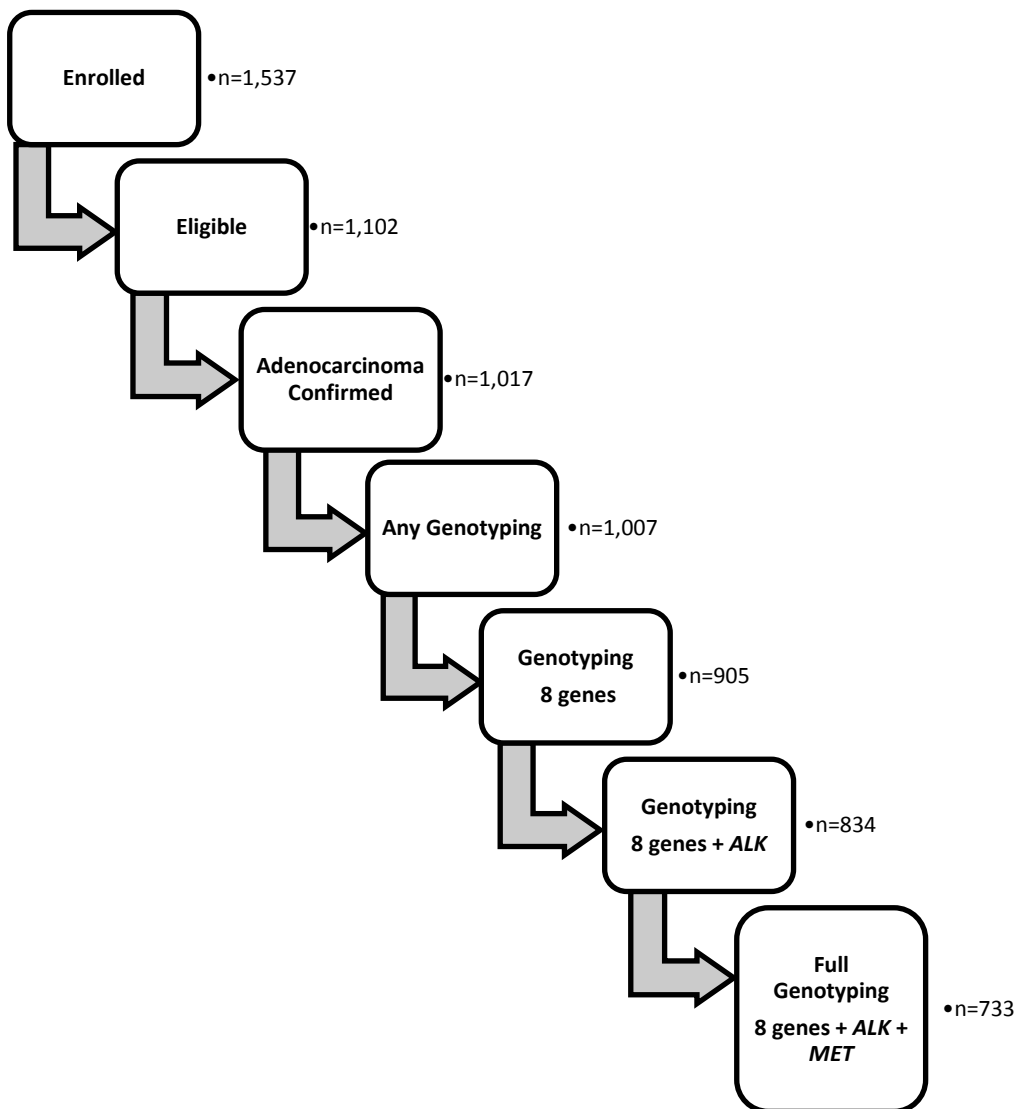 Enrolled
•n=1,537
Eligible
•n=1,102
Adenocarcinoma
Confirmed
•n=1,017
Any Genotyping
•n=1,007
Genotyping
8 genes
•n=905
Genotyping
8 genes + ALK
•n=834
Full
Genotyping
8 genes + ALK +
MET
•n=733